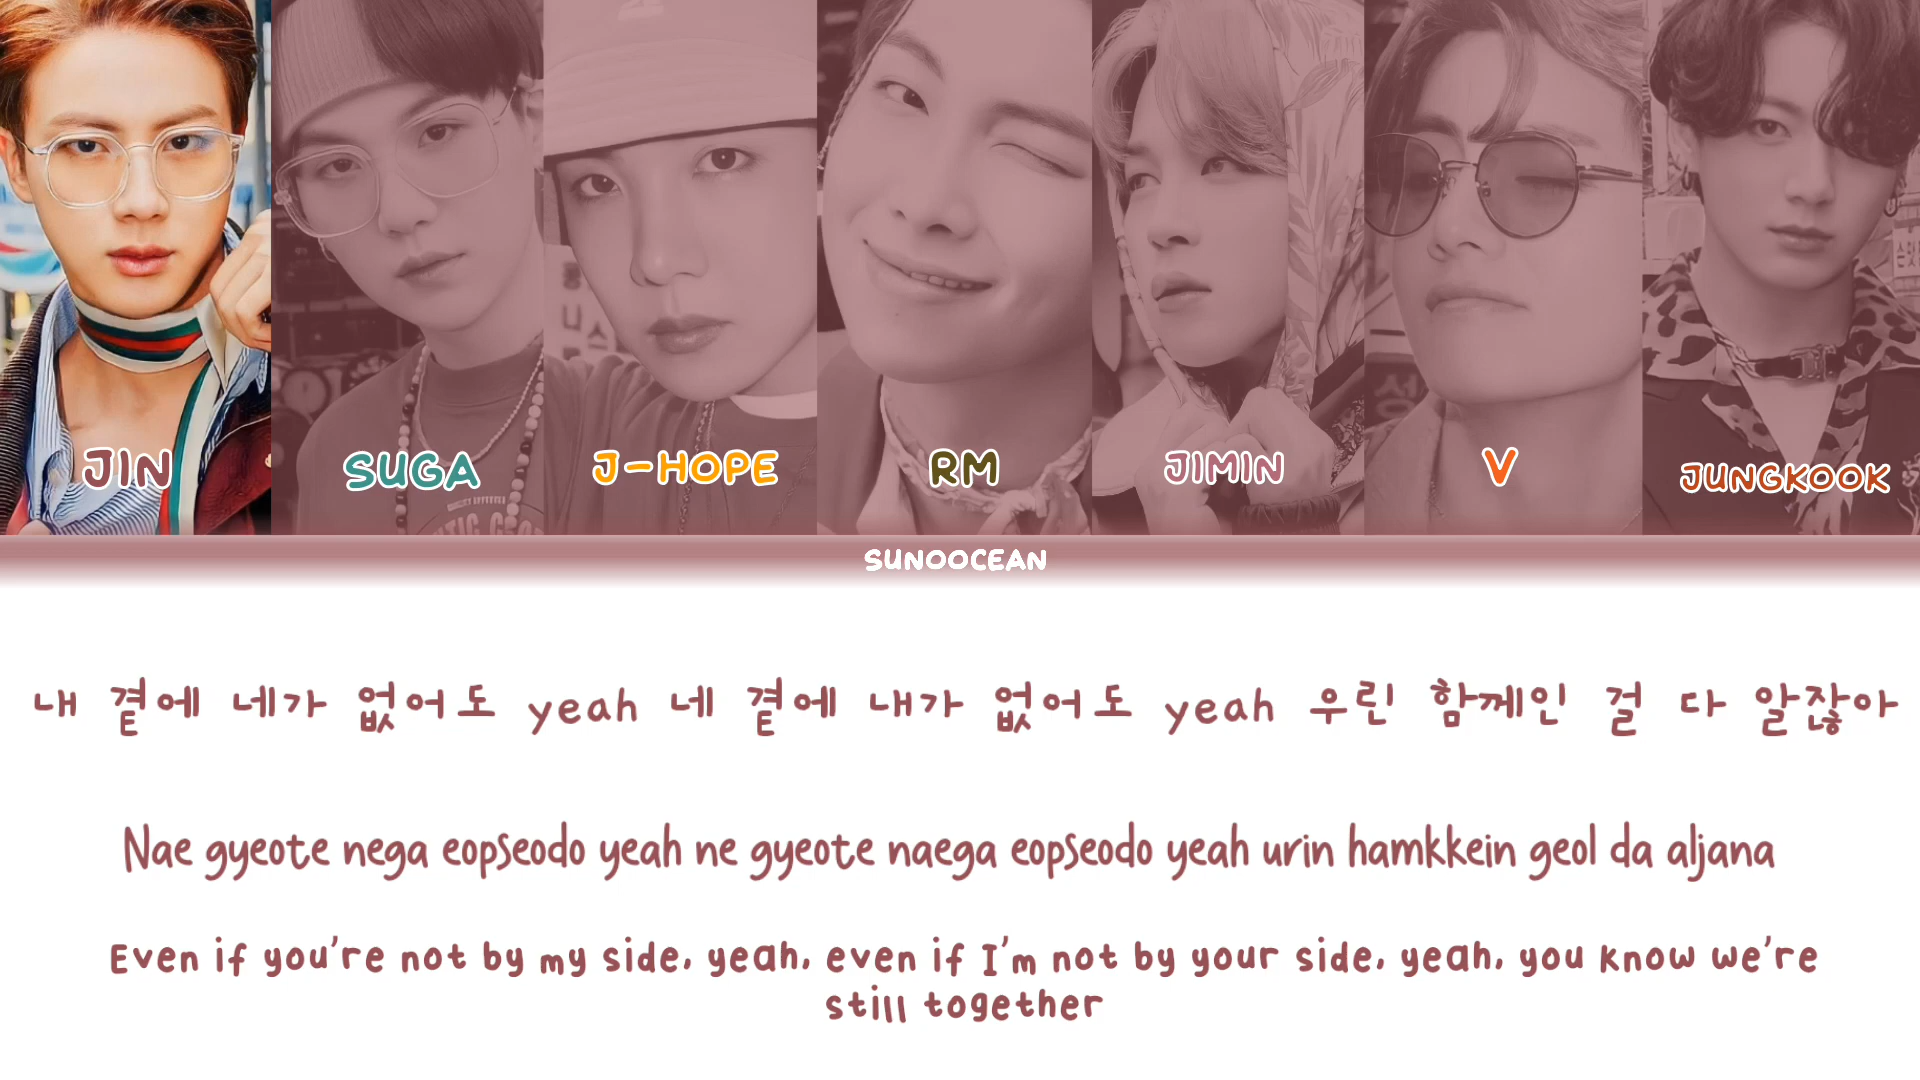 JIN
SUGA
J-HOPE
RM
JIMIN
V
JUNGKOOK
SUNOOCEAN
내 곁에 네가 없어도 yeah 네 곁에 내가 없어도 yeah 우린 함께인 걸 다 알잖아
Nae gyeote nega eopseodo yeah ne gyeote naega eopseodo yeah urin hamkkein geol da aljana
Even if you're not by my side, yeah, even if I'm not by your side, yeah, you know we're
still together